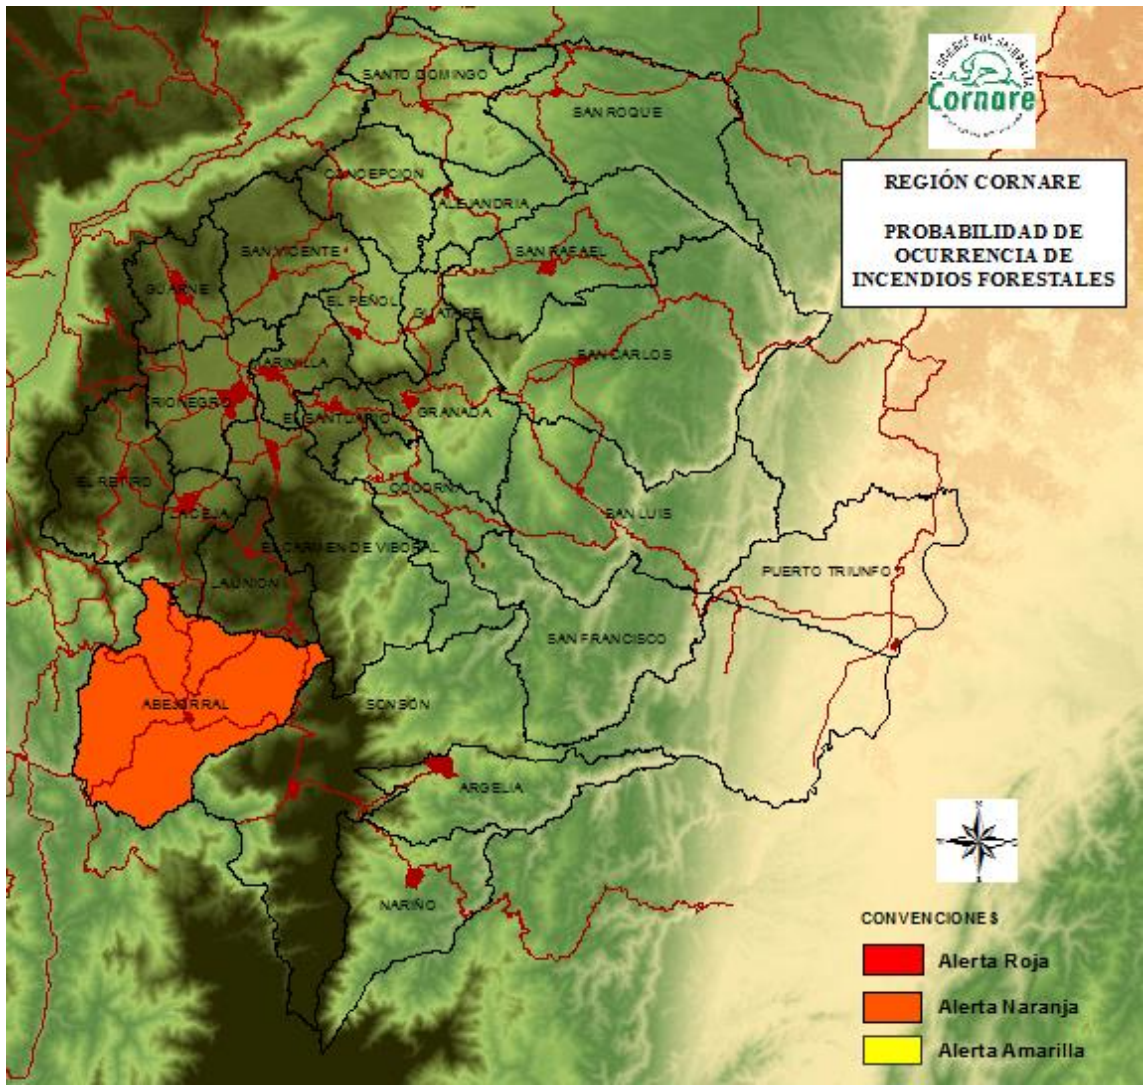 SANTO DOMINGO
SAN ROQUE
Cornare
REGIÓN CORNARE
PROBABILIDAD DE
OCURRENCIA DE
INCENDIOS FORESTALES
CONCEPCION
ALEJANDRIA
SAN VICENTE
SAN RAFAEL
GUARNE
EL PEÑOL
GUATAPE
SAN CARLOS
MARINILLA
RIONEGRO
EL SANTUARIO
GRANADA
EL RETIRO
COCORNA
LA CEJA
SAN LUIS
EL CARMEN DE VIBORAL
LA UNION
PUERTO TRIUNFO
SAN FRANCISCO
ABEJORRAL
SONSÓN
ARGELIA
NARIÑO
CONVENCIONES
Alerta Roja
Alerta Naranja
Alerta Amarilla